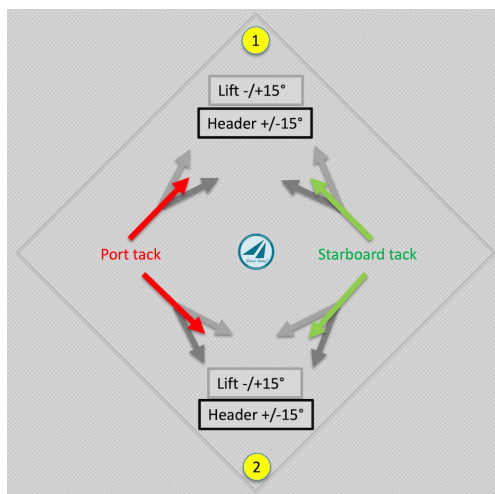 1
Lift -/+15°
Header +/-15°
Port tack
Starboard tack
Lift -/+15°
Header +/-15°
2